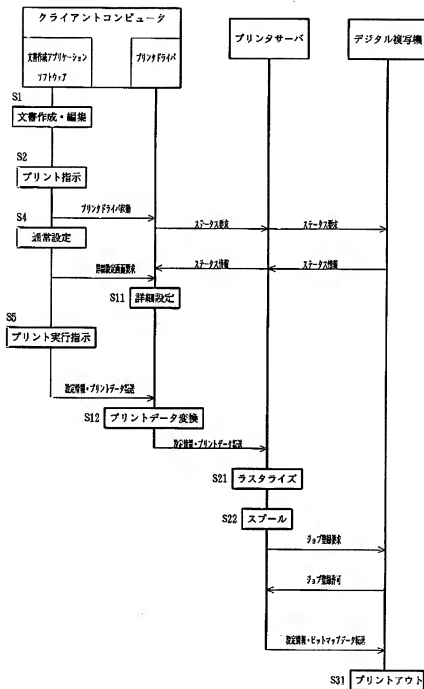 クライアントコンピュータ
文書作成アプリケーション
ソフトウェア
プリンタドライバ
プリンタサーバ
デジタル複写機
S1
文書作成・編集
S2
プリント指示
プリンタドライバ起動
S4
通常設定
ステータス要求
ステータス要求
ステータス情報
ステータス情報
詳細設定画面要求
S11
詳細設定
S5
プリント実行指示
設定情報・プリントデータ転送
S12
プリントデータ変換
設定情報・プリントデータ転送
S21
ラスタライズ
S22
スプール
ジョブ登録要求
ジョブ登録許可
設定情報・ビットマップデータ転送
S31
プリントアウト